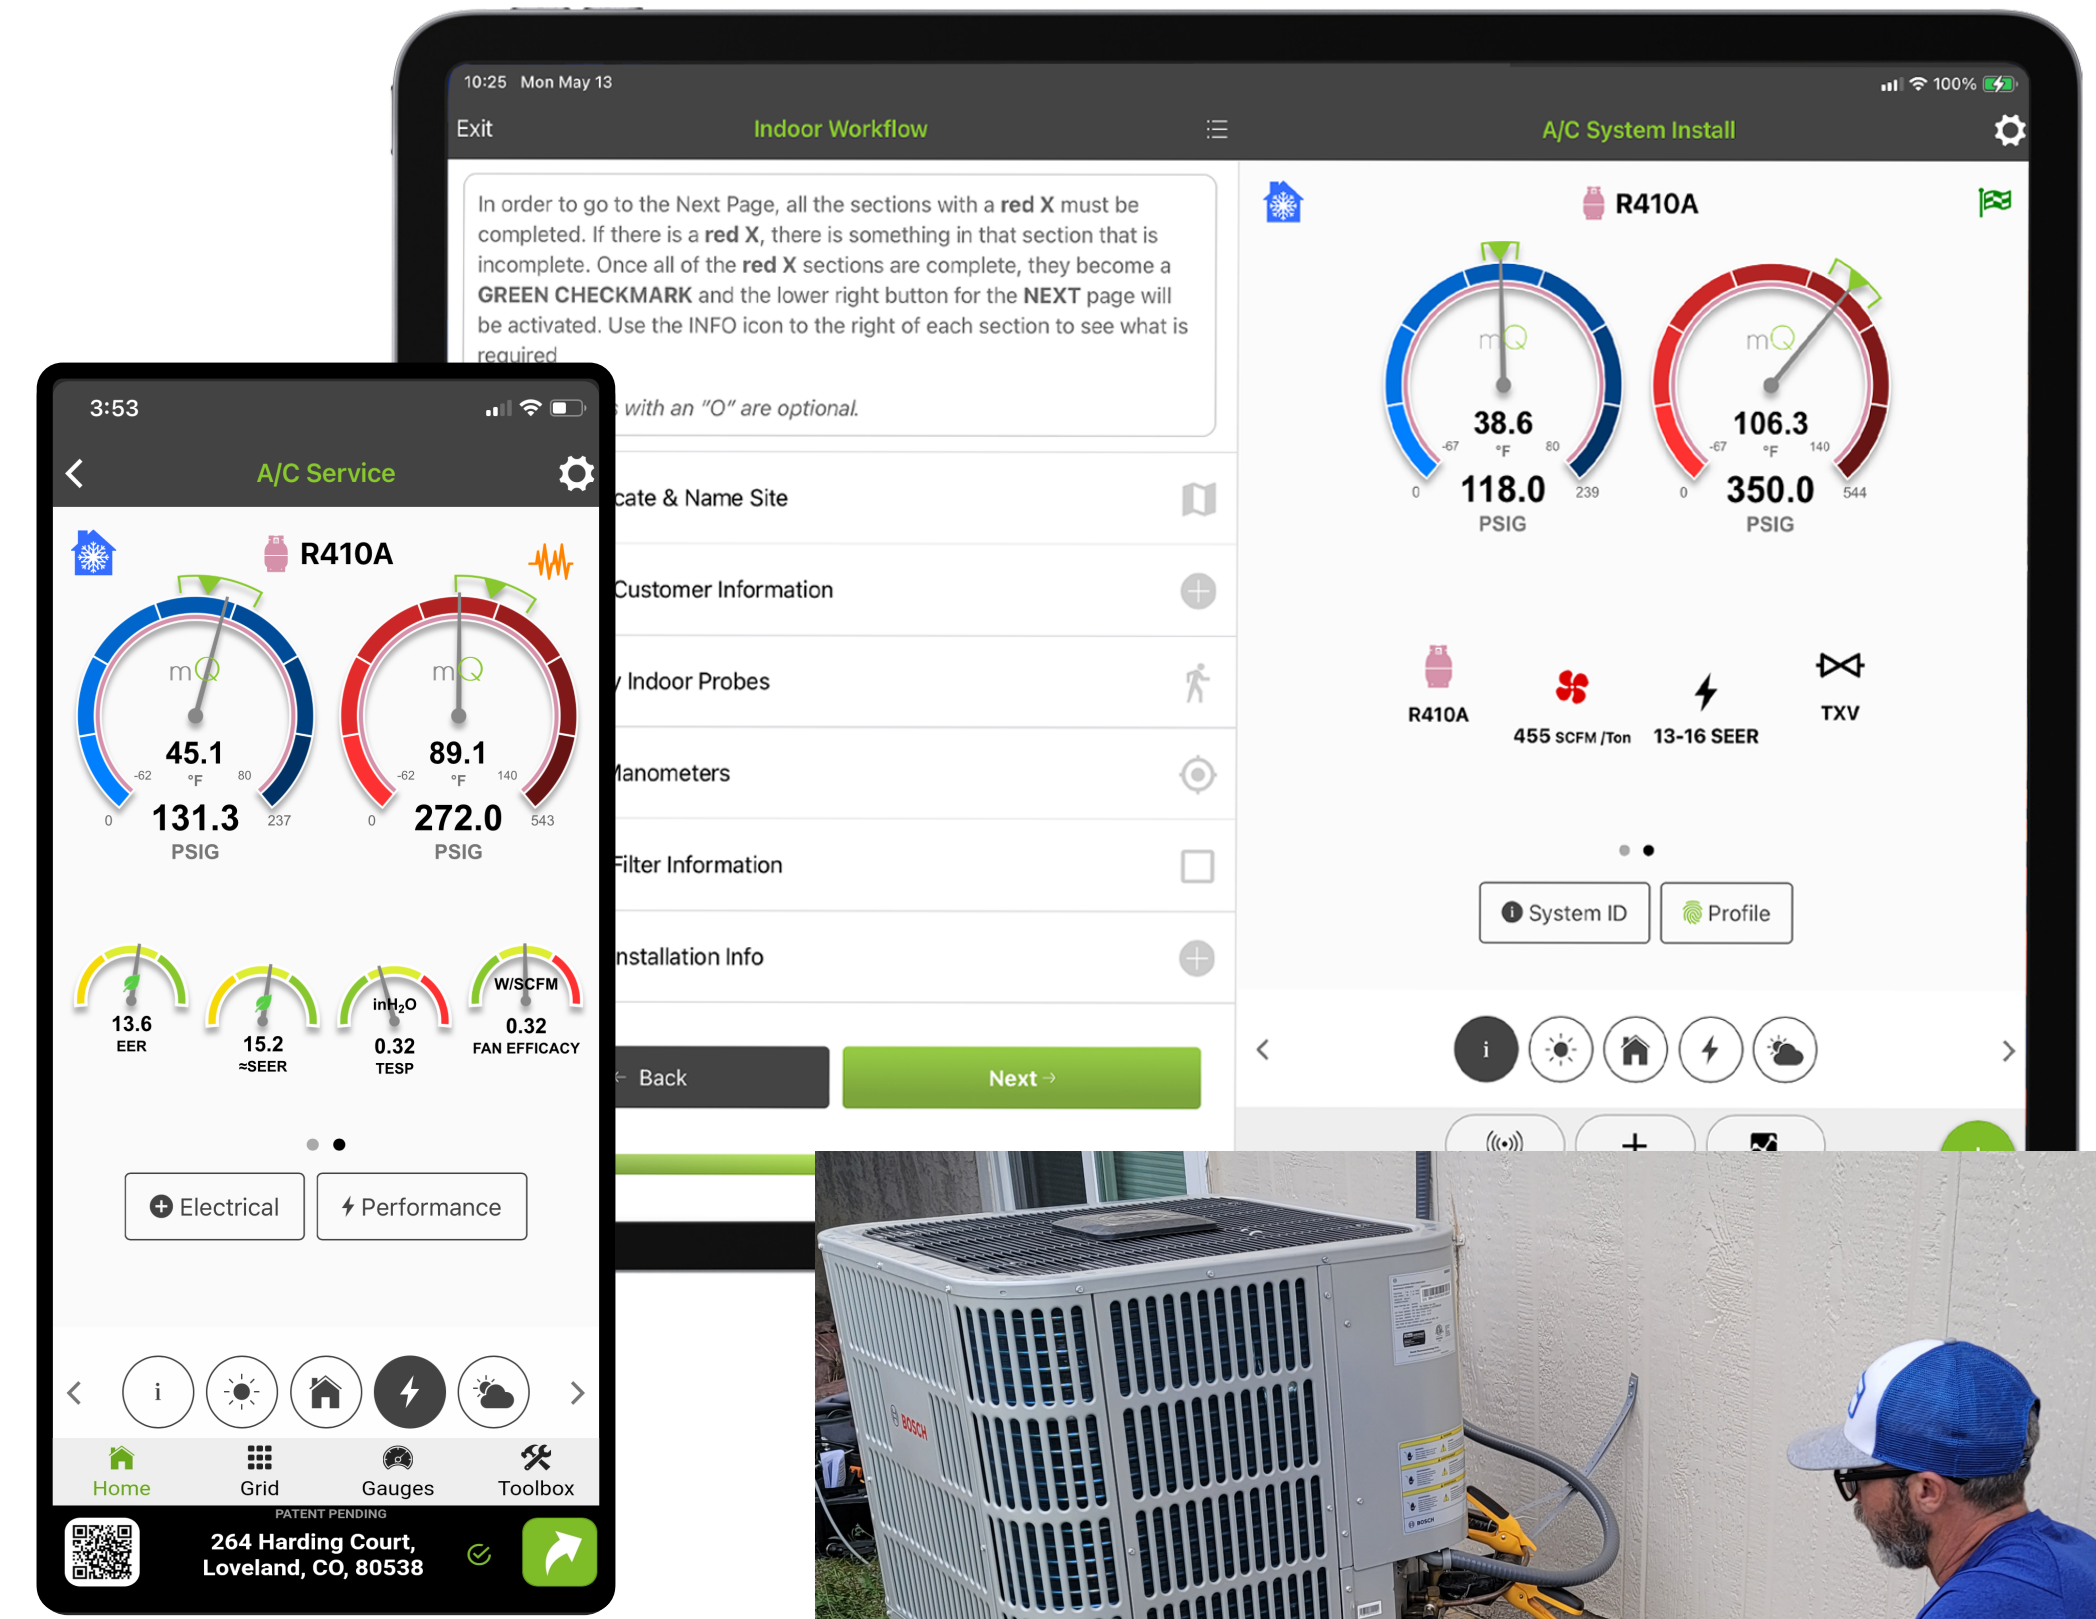 10:25 Mon May 13
100%
Exit
Indoor Workflow
A/C System Install
In order to go to the Next Page, all the sections with a red X must be
completed. If there is a red X, there is something in that section that is
incomplete. Once all of the red X sections are complete, they become a
GREEN CHECKMARK and the lower right button for the NEXT page will
be activated. Use the INFO icon to the right of each section to see what is
required
with an "O" are optional.
cate & Name Site
Customer Information
Indoor Probes
Manometers
Filter Information
nstallation Info
← Back
Next →
R410A
mQ
38.6
-67 °F 80
0 118.0 239
PSIG
mQ
106.3
-67 °F 140
0 350.0 544
PSIG
R410A
455 SCFM /Ton
13-16 SEER
TXV
i System ID
Profile
i
3:53
A/C Service
R410A
mQ
45.1
-62 °F 80
0 131.3 237
PSIG
mQ
89.1
-62 °F 140
0 272.0 543
PSIG
13.6
EER
15.2
≈SEER
inH₂O
0.32
TESP
W/SCFM
0.32
FAN EFFICACY
Electrical
Performance
i
Home
Grid
Gauges
Toolbox
PATENT PENDING
264 Harding Court,
Loveland, CO, 80538
BOSCH
BOSCH